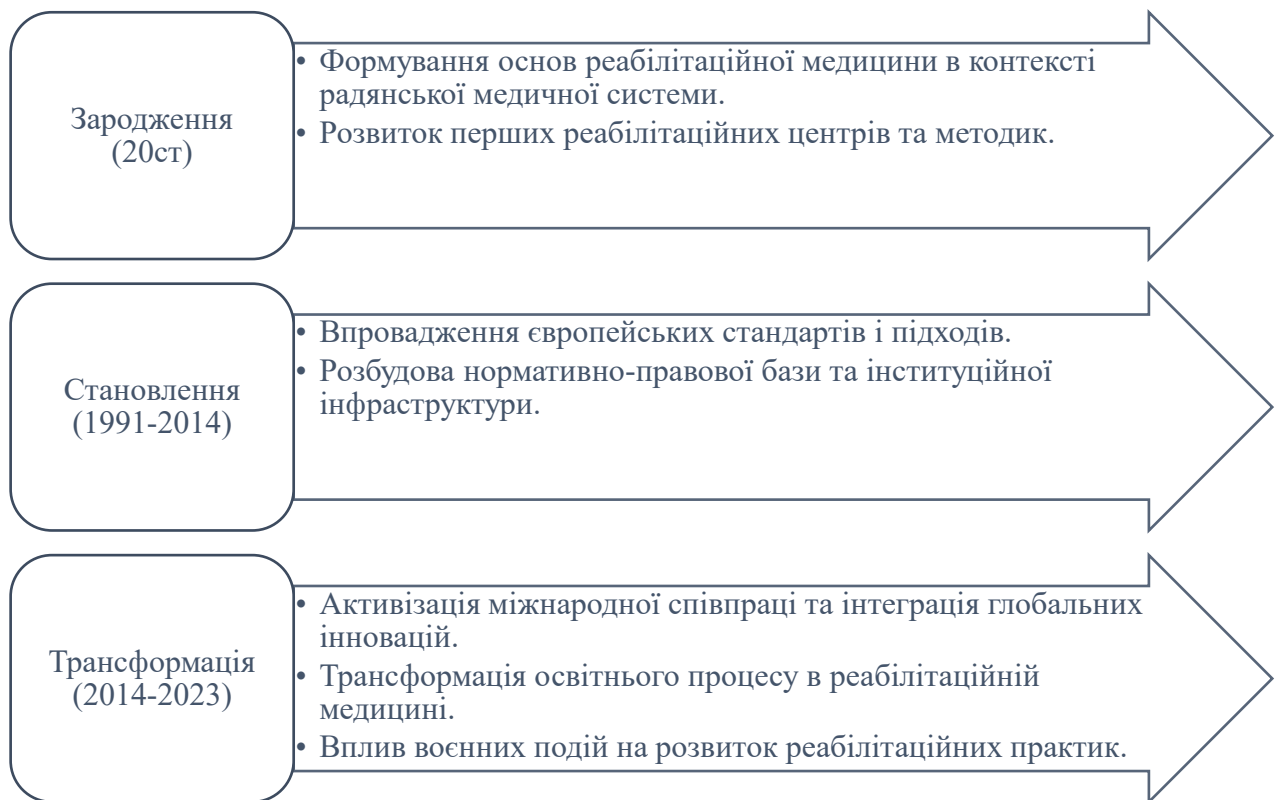 Зародження
(20ст)
• Формування основ реабілітаційної медицини в контексті
радянської медичної системи.
• Розвиток перших реабілітаційних центрів та методик.
Становлення
(1991-2014)
• Впровадження європейських стандартів і підходів.
• Розбудова нормативно-правової бази та інституційної
інфраструктури.
Трансформація
(2014-2023)
• Активізація міжнародної співпраці та інтеграція глобальних
інновацій.
• Трансформація освітнього процесу в реабілітаційній
медицині.
• Вплив воєнних подій на розвиток реабілітаційних практик.